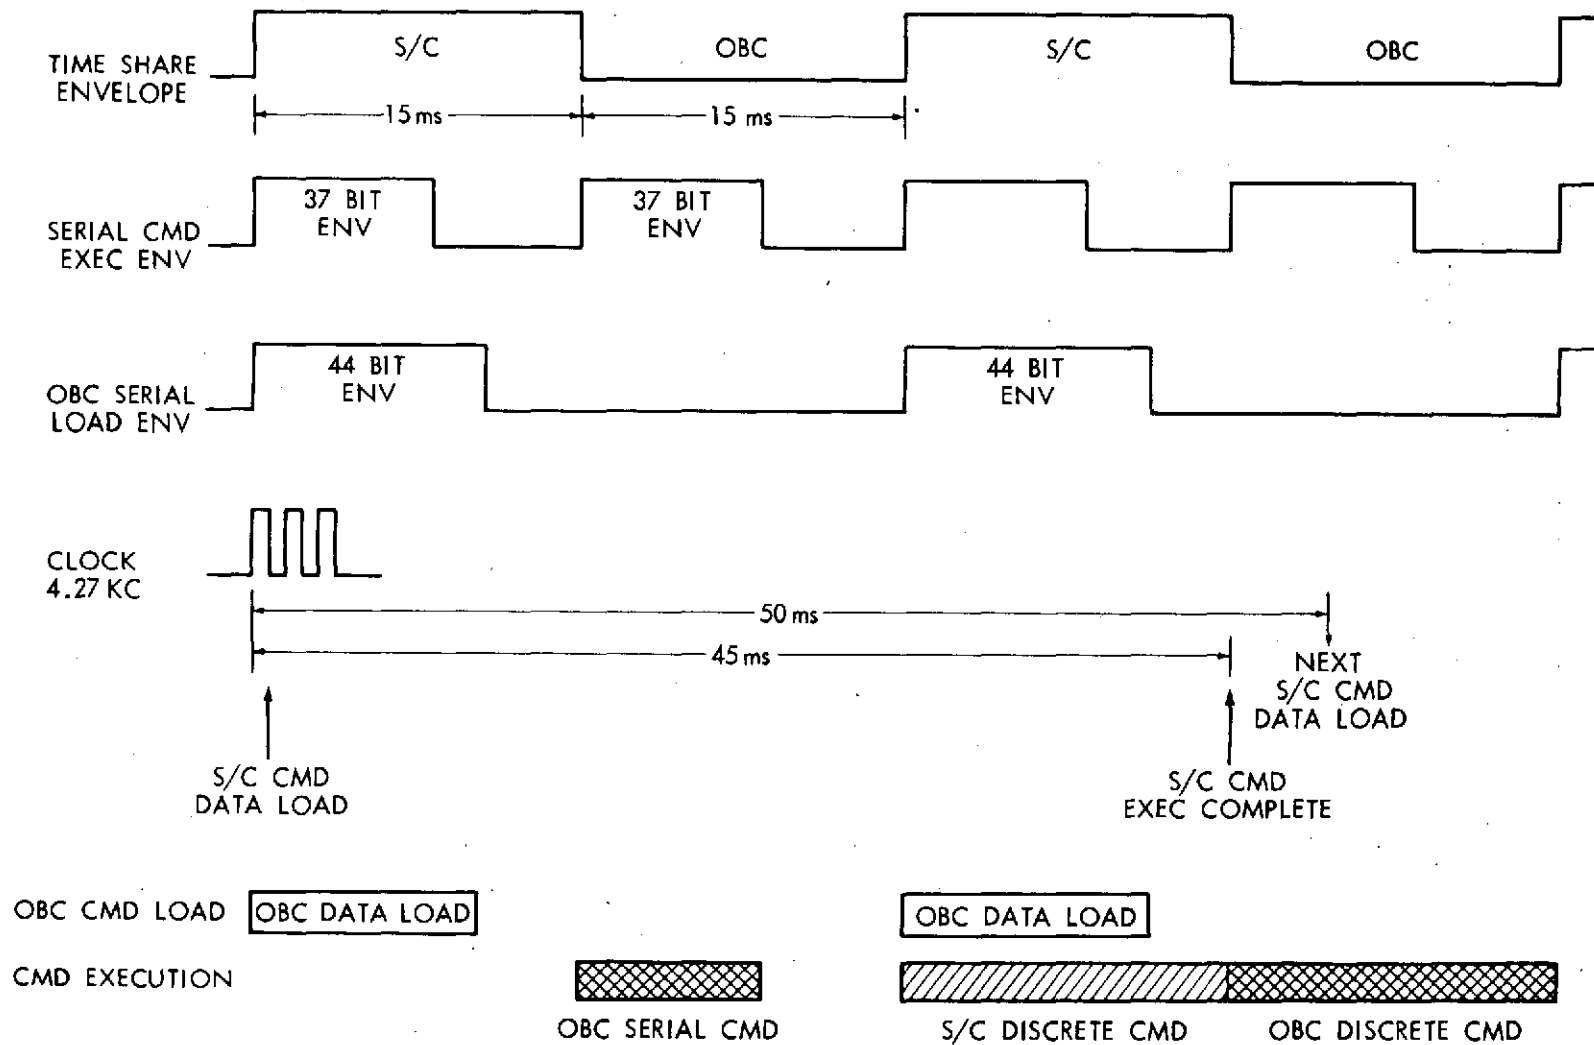 S/C
OBC
S/C
OBC
TIME SHARE
ENVELOPE
15 ms
15 ms
37 BIT
ENV
37 BIT
ENV
SERIAL CMD
EXEC ENV
44 BIT
ENV
44 BIT
ENV
OBC SERIAL
LOAD ENV
CLOCK
4.27 KC
50 ms
45 ms
NEXT
S/C CMD
DATA LOAD
S/C CMD
DATA LOAD
S/C CMD
EXEC COMPLETE
OBC CMD LOAD
OBC DATA LOAD
OBC DATA LOAD
CMD EXECUTION
OBC SERIAL CMD
S/C DISCRETE CMD
OBC DISCRETE CMD